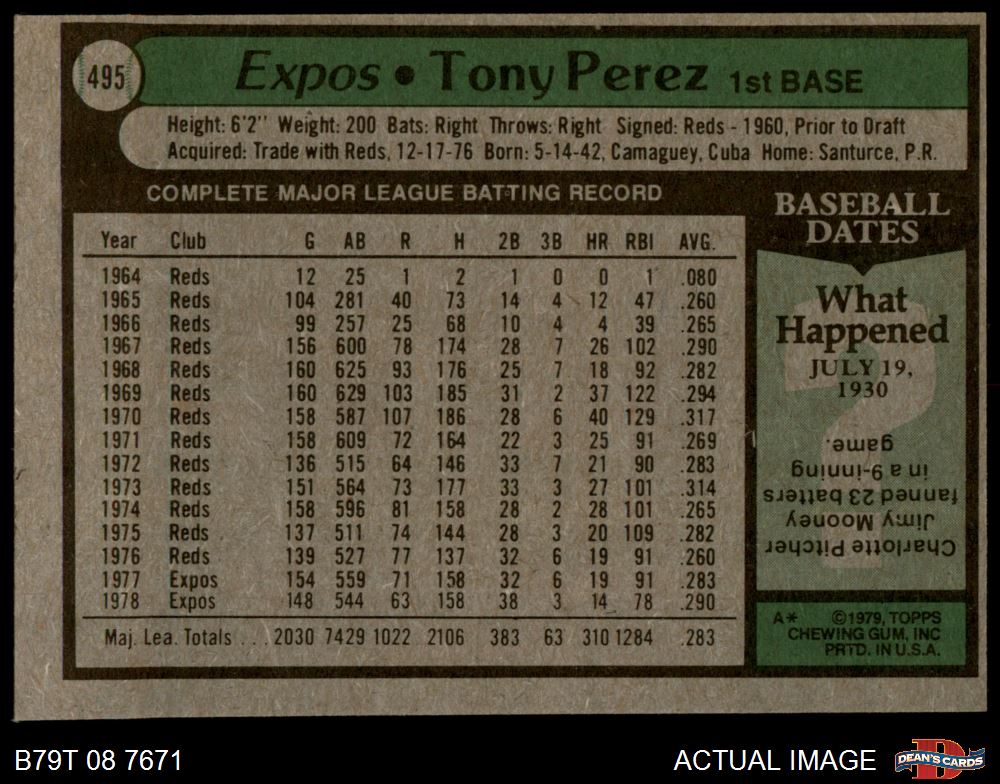 495
Expos • Tony Perez 1st BASE
Height: 6'2" Weight: 200 Bats: Right Throws: Right Signed: Reds - 1960, Prior to Draft
Acquired: Trade with Reds, 12-17-76 Born: 5-14-42, Camaguey, Cuba Home: Santurce, P.R.
COMPLETE MAJOR LEAGUE BATTING RECORD
Year Club G AB R H 2B 3B HR RBI AVG.
1964 Reds 12 25 1 2 1 0 0 1 .080
1965 Reds 104 281 40 73 14 4 12 47 .260
1966 Reds 99 257 25 68 10 4 4 39 .265
1967 Reds 156 600 78 174 28 7 26 102 .290
1968 Reds 160 625 93 176 25 7 18 92 .282
1969 Reds 160 629 103 185 31 2 37 122 .294
1970 Reds 158 587 107 186 28 6 40 129 .317
1971 Reds 158 609 72 164 22 3 25 91 .269
1972 Reds 136 515 64 146 33 7 21 90 .283
1973 Reds 151 564 73 177 33 3 27 101 .314
1974 Reds 158 596 81 158 28 2 28 101 .265
1975 Reds 137 511 74 144 28 3 20 109 .282
1976 Reds 139 527 77 137 32 6 19 91 .260
1977 Expos 154 559 71 158 32 6 19 91 .283
1978 Expos 148 544 63 158 38 3 14 78 .290
Maj. Lea. Totals ... 2030 7429 1022 2106 383 63 310 1284 .283
BASEBALL
DATES
What
Happened
JULY 19,
1930
?
Charlotte Pitcher
Jimy Mooney
fanned 23 batters
in a 9-inning
game.
A* ©1979, TOPPS
CHEWING GUM, INC
PRTD. IN U.S.A.
B79T 08 7671
ACTUAL IMAGE
D
DEAN'S CARDS